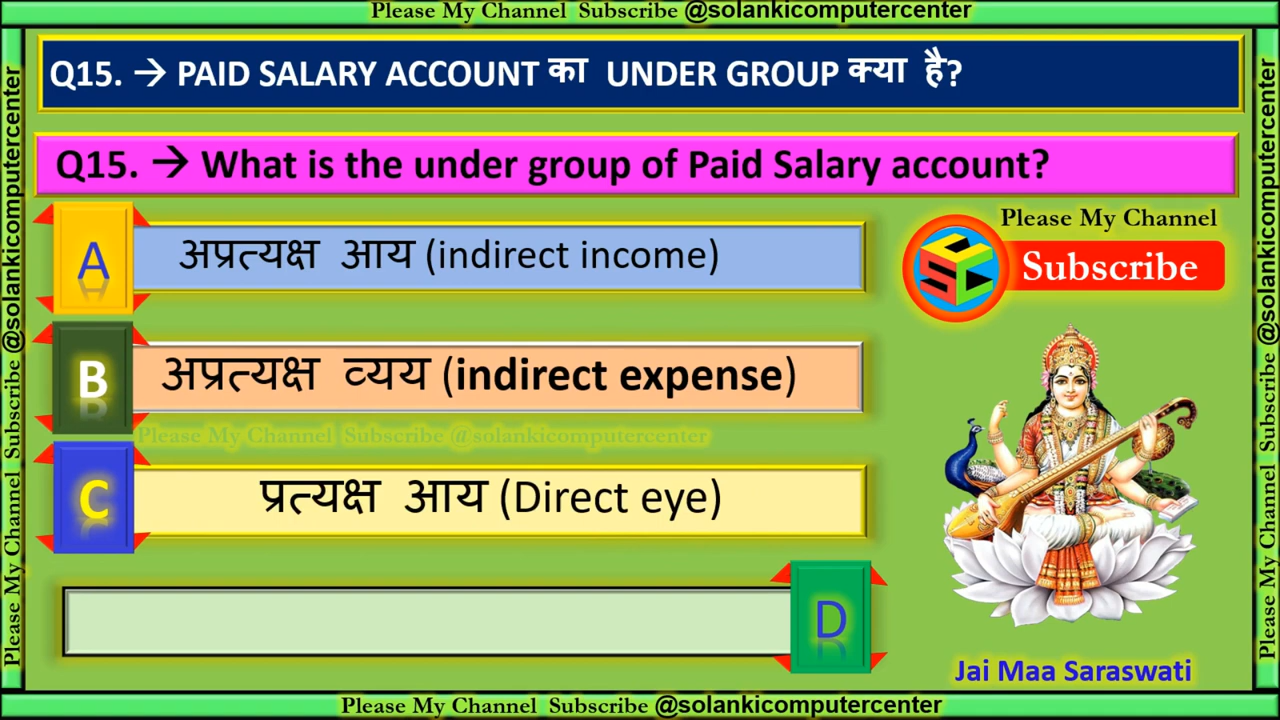 Please My Channel Subscribe @solankicomputercenter
Please My Channel Subscribe @solankicomputercenter
Please My Channel Subscribe @solankicomputercenter
Q15. → PAID SALARY ACCOUNT का UNDER GROUP क्या है?
Q15. → What is the under group of Paid Salary account?
A अप्रत्यक्ष आय (indirect income)
Please My Channel
SCC Subscribe
B अप्रत्यक्ष व्यय (indirect expense)
Please My Channel Subscribe @solankicomputercenter
C प्रत्यक्ष आय (Direct eye)
D
Jai Maa Saraswati
Please My Channel Subscribe @solankicomputercenter